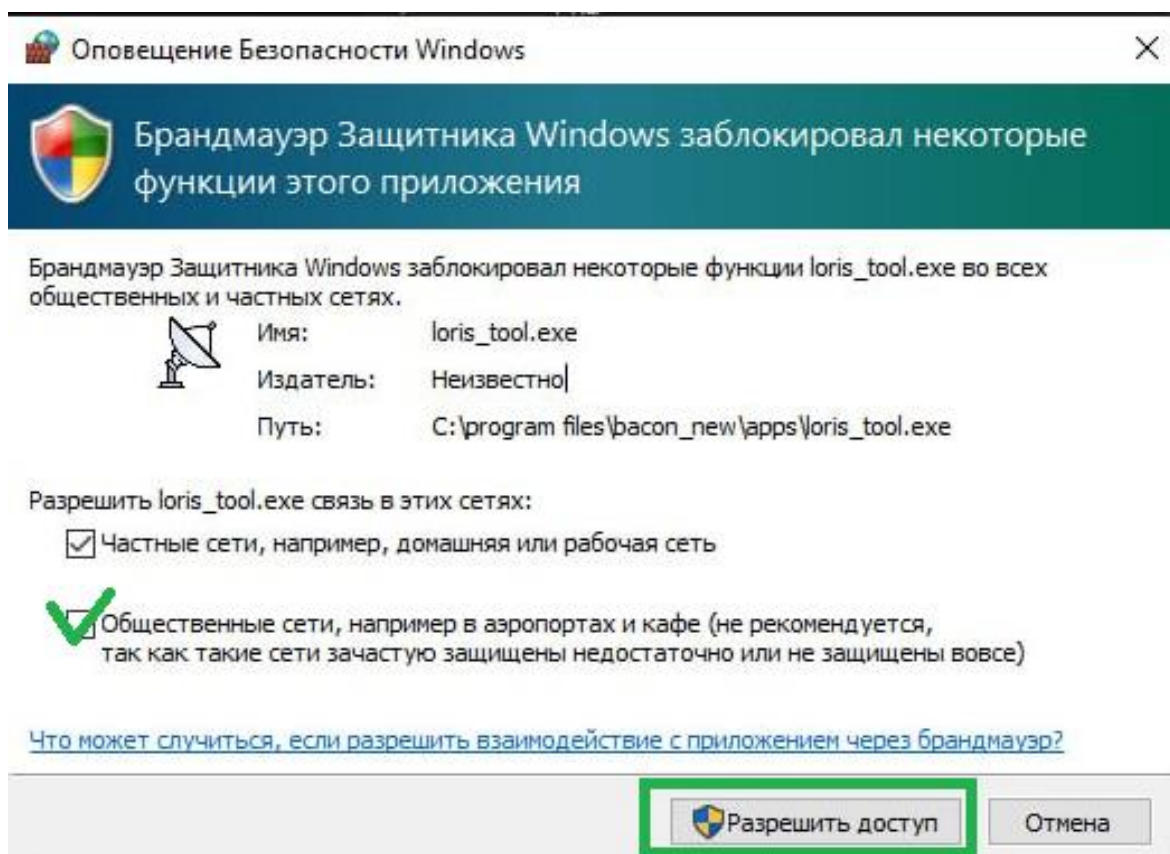 Оповещение Безопасности Windows
Брандмауэр Защитника Windows заблокировал некоторые
функции этого приложения
Брандмауэр Защитника Windows заблокировал некоторые функции loris_tool.exe во всех
общественных и частных сетях.
Имя: loris_tool.exe
Издатель: Неизвестно
Путь: C:\program files\bacon_new\apps\loris_tool.exe
Разрешить loris_tool.exe связь в этих сетях:
Частные сети, например, домашняя или рабочая сеть
Общественные сети, например в аэропортах и кафе (не рекомендуется,
так как такие сети зачастую защищены недостаточно или не защищены вовсе)
Что может случиться, если разрешить взаимодействие с приложением через брандмауэр?
Разрешить доступ Отмена